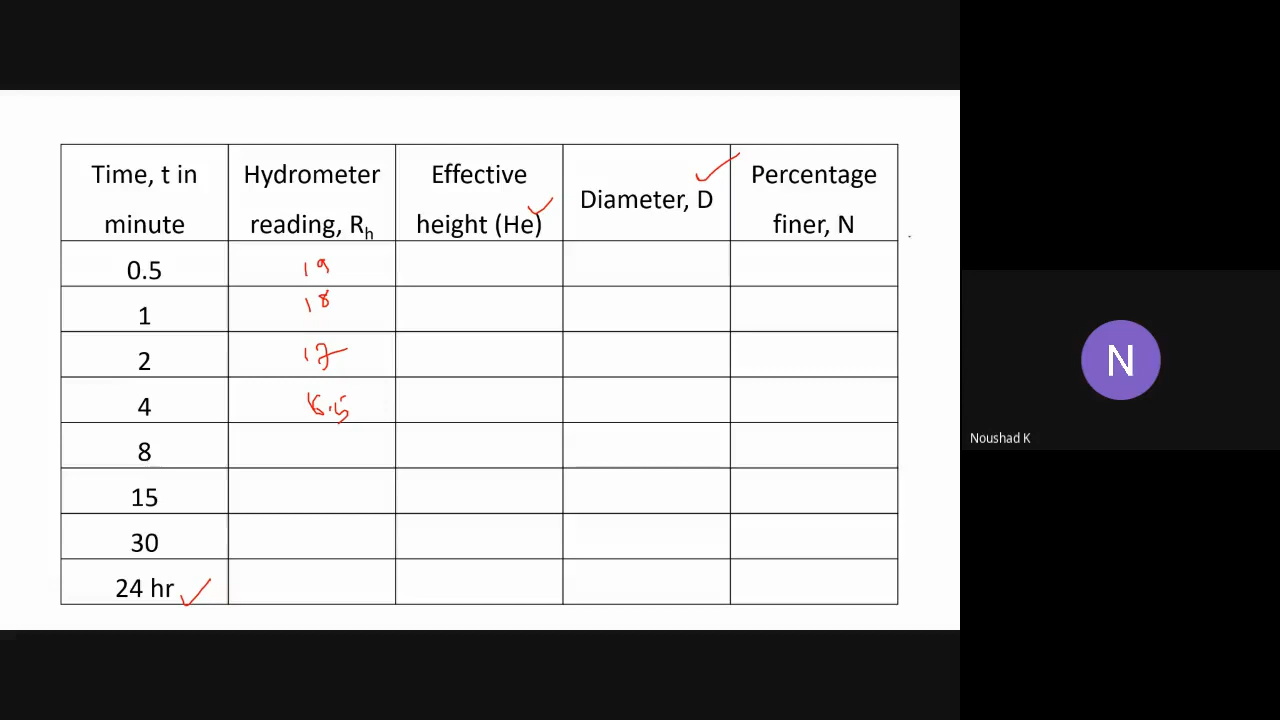 Time, t in
minute
Hydrometer
reading, Rh
Effective
height (He)
Diameter, D
Percentage
finer, N
0.5
19
1
18
2
17
4
16.5
8
15
30
24 hr
N
Noushad K